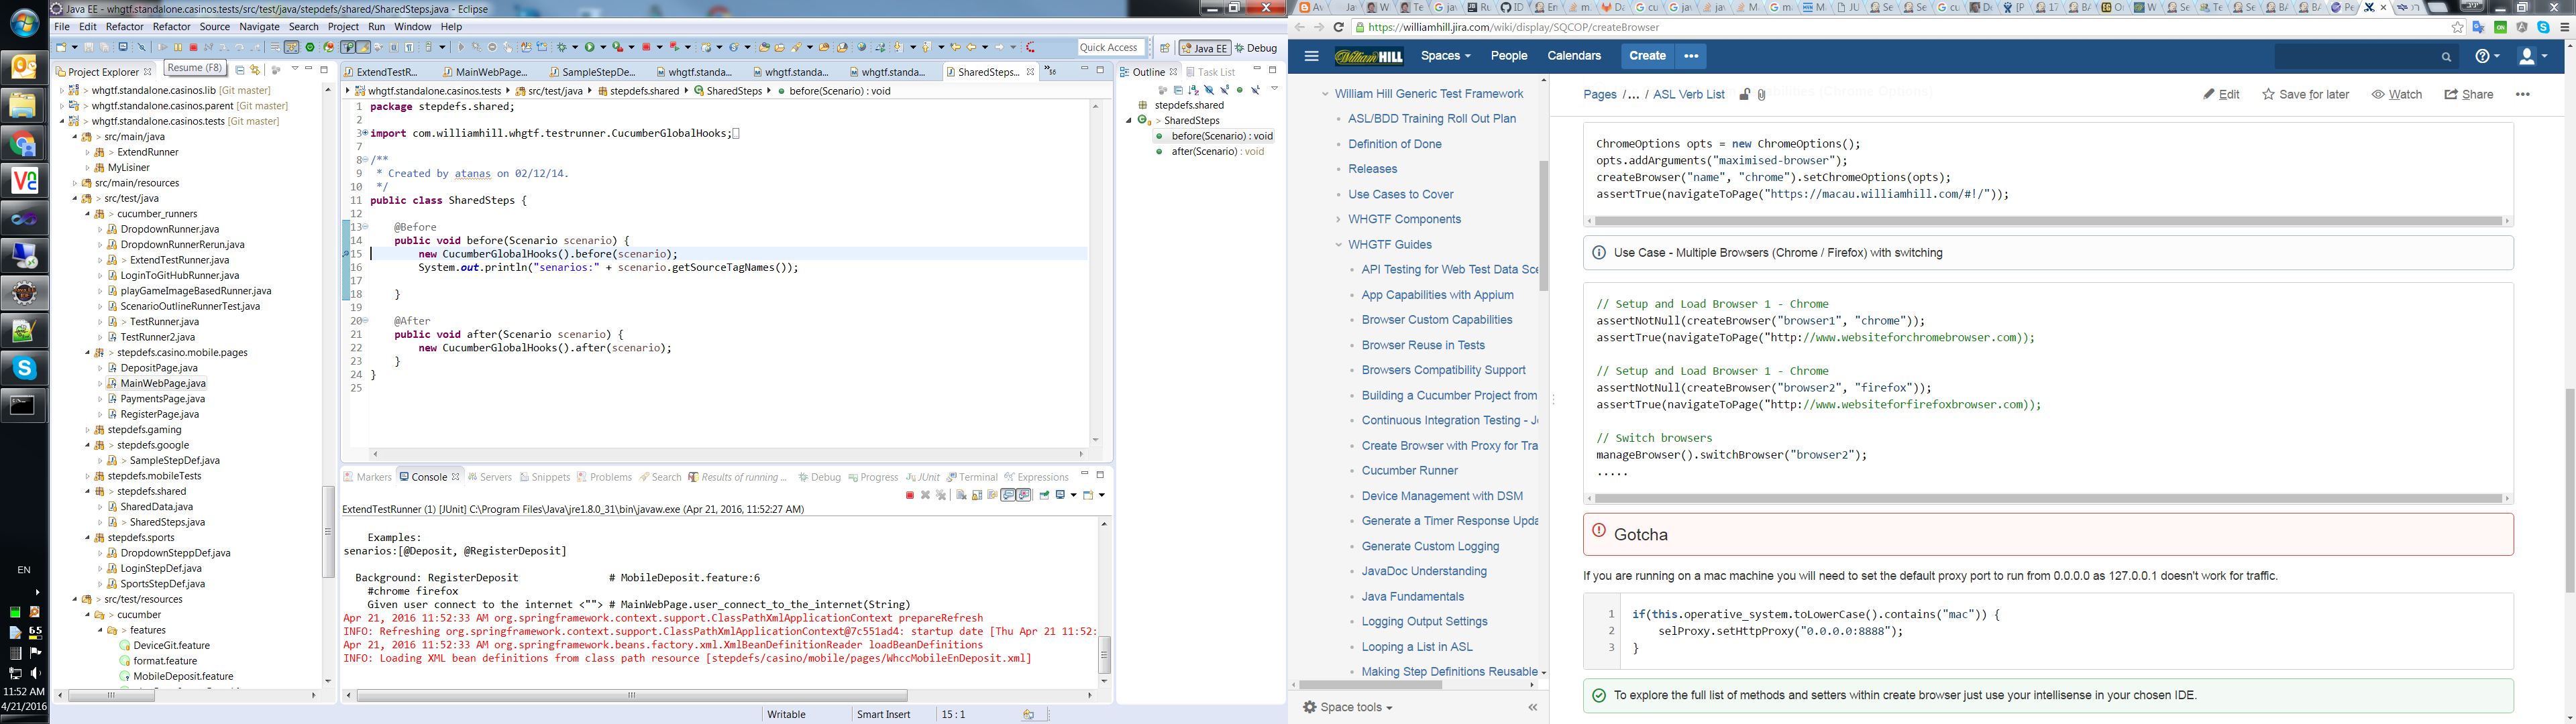 Java EE - whgtf.standalone.casinos.tests/src/test/java/stepdefs/shared/SharedSteps.java - Eclipse
File Edit Refactor Refactor Source Navigate Search Project Run Window Help
Quick Access
Java EE
Debug
Project Explorer
Resume (F8)
whgtf.standalone.casinos.lib [Git master]
> whgtf.standalone.casinos.parent [Git master]
> whgtf.standalone.casinos.tests [Git master]
> src/main/java
> ExtendRunner
> MyLisiner
src/main/resources
> src/test/java
> cucumber_runners
DropdownRunner.java
DropdownRunnerRerun.java
> ExtendTestRunner.java
LoginToGitHubRunner.java
playGameImageBasedRunner.java
ScenarioOutlineRunnerTest.java
> TestRunner.java
TestRunner2.java
> stepdefs.casino.mobile.pages
DepositPage.java
MainWebPage.java
PaymentsPage.java
RegisterPage.java
stepdefs.gaming
> stepdefs.google
> SampleStepDef.java
stepdefs.mobileTests
> stepdefs.shared
SharedData.java
> SharedSteps.java
stepdefs.sports
DropdownSteppDef.java
LoginStepDef.java
SportsStepDef.java
> src/test/resources
> cucumber
> features
DeviceGit.feature
format.feature
MobileDeposit.feature
EN
65
11:52 AM
4/21/2016
ExtendTestR...
MainWebPage...
SampleStepDe...
whgtf.standa...
whgtf.standa...
whgtf.standa...
SharedSteps...
whgtf.standalone.casinos.tests src/test/java stepdefs.shared SharedSteps before(Scenario) : void
1 package stepdefs.shared;
2
3 import com.williamhill.whgtf.testrunner.CucumberGlobalHooks;
7
8 /**
9 * Created by atanas on 02/12/14.
10 */
11 public class SharedSteps {
12
13 @Before
14 public void before(Scenario scenario) {
15 new CucumberGlobalHooks().before(scenario);
16 System.out.println("senarios:" + scenario.getSourceTagNames());
17
18 }
19
20 @After
21 public void after(Scenario scenario) {
22 new CucumberGlobalHooks().after(scenario);
23 }
24 }
25
Outline
Task List
stepdefs.shared
> SharedSteps
before(Scenario) : void
after(Scenario) : void
Markers Console Servers Snippets Problems Search Results of running ... Debug Progress JUnit Terminal Expressions
ExtendTestRunner (1) [JUnit] C:\Program Files\Java\jre1.8.0_31\bin\javaw.exe (Apr 21, 2016, 11:52:27 AM)
Examples:
senarios:[@Deposit, @RegisterDeposit]
Background: RegisterDeposit # MobileDeposit.feature:6
#chrome firefox
Given user connect to the internet <""> # MainWebPage.user_connect_to_the_internet(String)
Apr 21, 2016 11:52:33 AM org.springframework.context.support.ClassPathXmlApplicationContext prepareRefresh
INFO: Refreshing org.springframework.context.support.ClassPathXmlApplicationContext@7c551ad4: startup date [Thu Apr 21 11:52:
Apr 21, 2016 11:52:33 AM org.springframework.beans.factory.xml.XmlBeanDefinitionReader loadBeanDefinitions
INFO: Loading XML bean definitions from class path resource [stepdefs/casino/mobile/pages/WhccMobileEnDeposit.xml]
Writable
Smart Insert
15 : 1
https://williamhill.jira.com/wiki/display/SQCOP/createBrowser
William HILL
Spaces
People
Calendars
Create
William Hill Generic Test Framework
ASL/BDD Training Roll Out Plan
Definition of Done
Releases
Use Cases to Cover
WHGTF Components
WHGTF Guides
API Testing for Web Test Data Sce
App Capabilities with Appium
Browser Custom Capabilities
Browser Reuse in Tests
Browsers Compatibility Support
Building a Cucumber Project from
Continuous Integration Testing - Je
Create Browser with Proxy for Tra
Cucumber Runner
Device Management with DSM
Generate a Timer Response Upda
Generate Custom Logging
JavaDoc Understanding
Java Fundamentals
Logging Output Settings
Looping a List in ASL
Making Step Definitions Reusable
Space tools
Pages /... / ASL Verb List
Edit
Save for later
Watch
Share
ChromeOptions opts = new ChromeOptions();
opts.addArguments("maximised-browser");
createBrowser("name", "chrome").setChromeOptions(opts);
assertTrue(navigateToPage("https://macau.williamhill.com/#!/"));
Use Case - Multiple Browsers (Chrome / Firefox) with switching
// Setup and Load Browser 1 - Chrome
assertNotNull(createBrowser("browser1", "chrome"));
assertTrue(navigateToPage("http://www.websiteforchromebrowser.com));
// Setup and Load Browser 1 - Chrome
assertNotNull(createBrowser("browser2", "firefox"));
assertTrue(navigateToPage("http://www.websiteforfirefoxbrowser.com));
// Switch browsers
manageBrowser().switchBrowser("browser2");
.....
Gotcha
If you are running on a mac machine you will need to set the default proxy port to run from 0.0.0.0 as 127.0.0.1 doesn't work for traffic.
1 if(this.operative_system.toLowerCase().contains("mac")) {
2 selProxy.setHttpProxy("0.0.0.0:8888");
3 }
To explore the full list of methods and setters within create browser just use your intellisense in your chosen IDE.